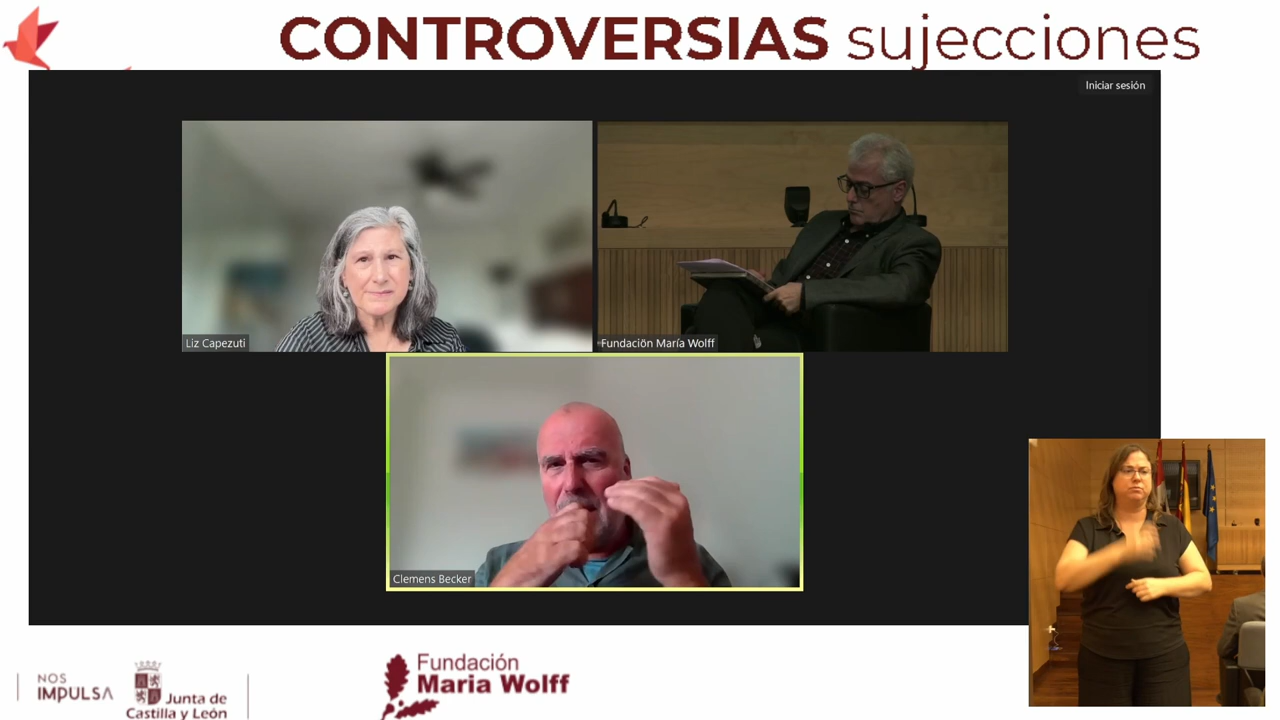 CONTROVERSIAS sujecciones
Iniciar sesión
Liz Capezuti
Fundaciön María Wolff
Clemens Becker
NOS
IMPULSA
Junta de
Castilla y León
Fundación
Maria Wolff